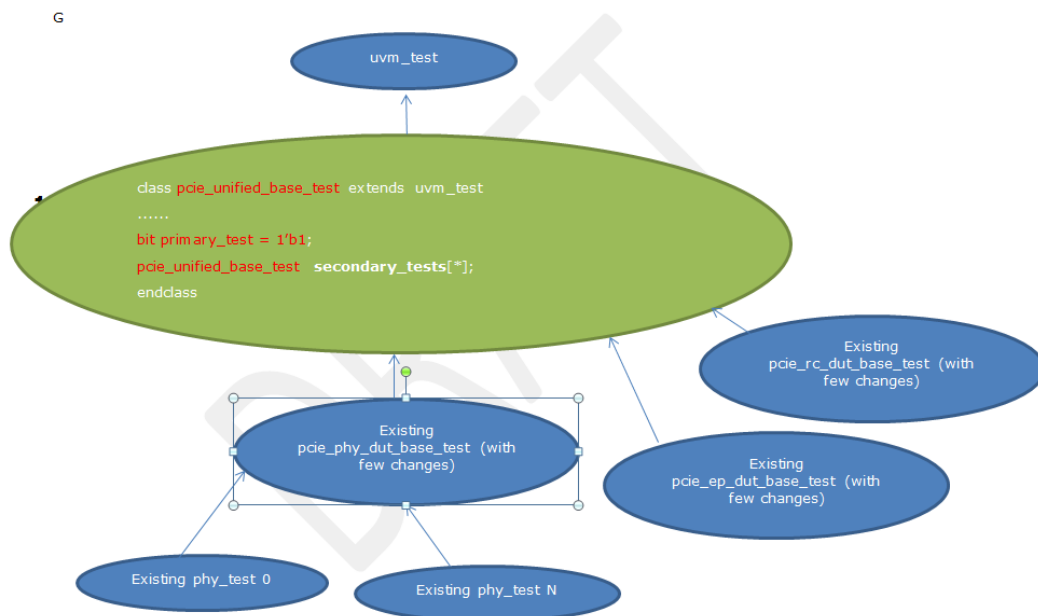 G
uvm_test
class pcie_unified_base_test extends uvm_test
......
bit primary_test = 1'b1;
pcie_unified_base_test secondary_tests[*];
endclass
Existing
pcie_rc_dut_base_test (with
few changes)
Existing
pcie_phy_dut_base_test (with
few changes)
Existing
pcie_ep_dut_base_test (with
few changes)
Existing phy_test 0
Existing phy_test N
DRAFT